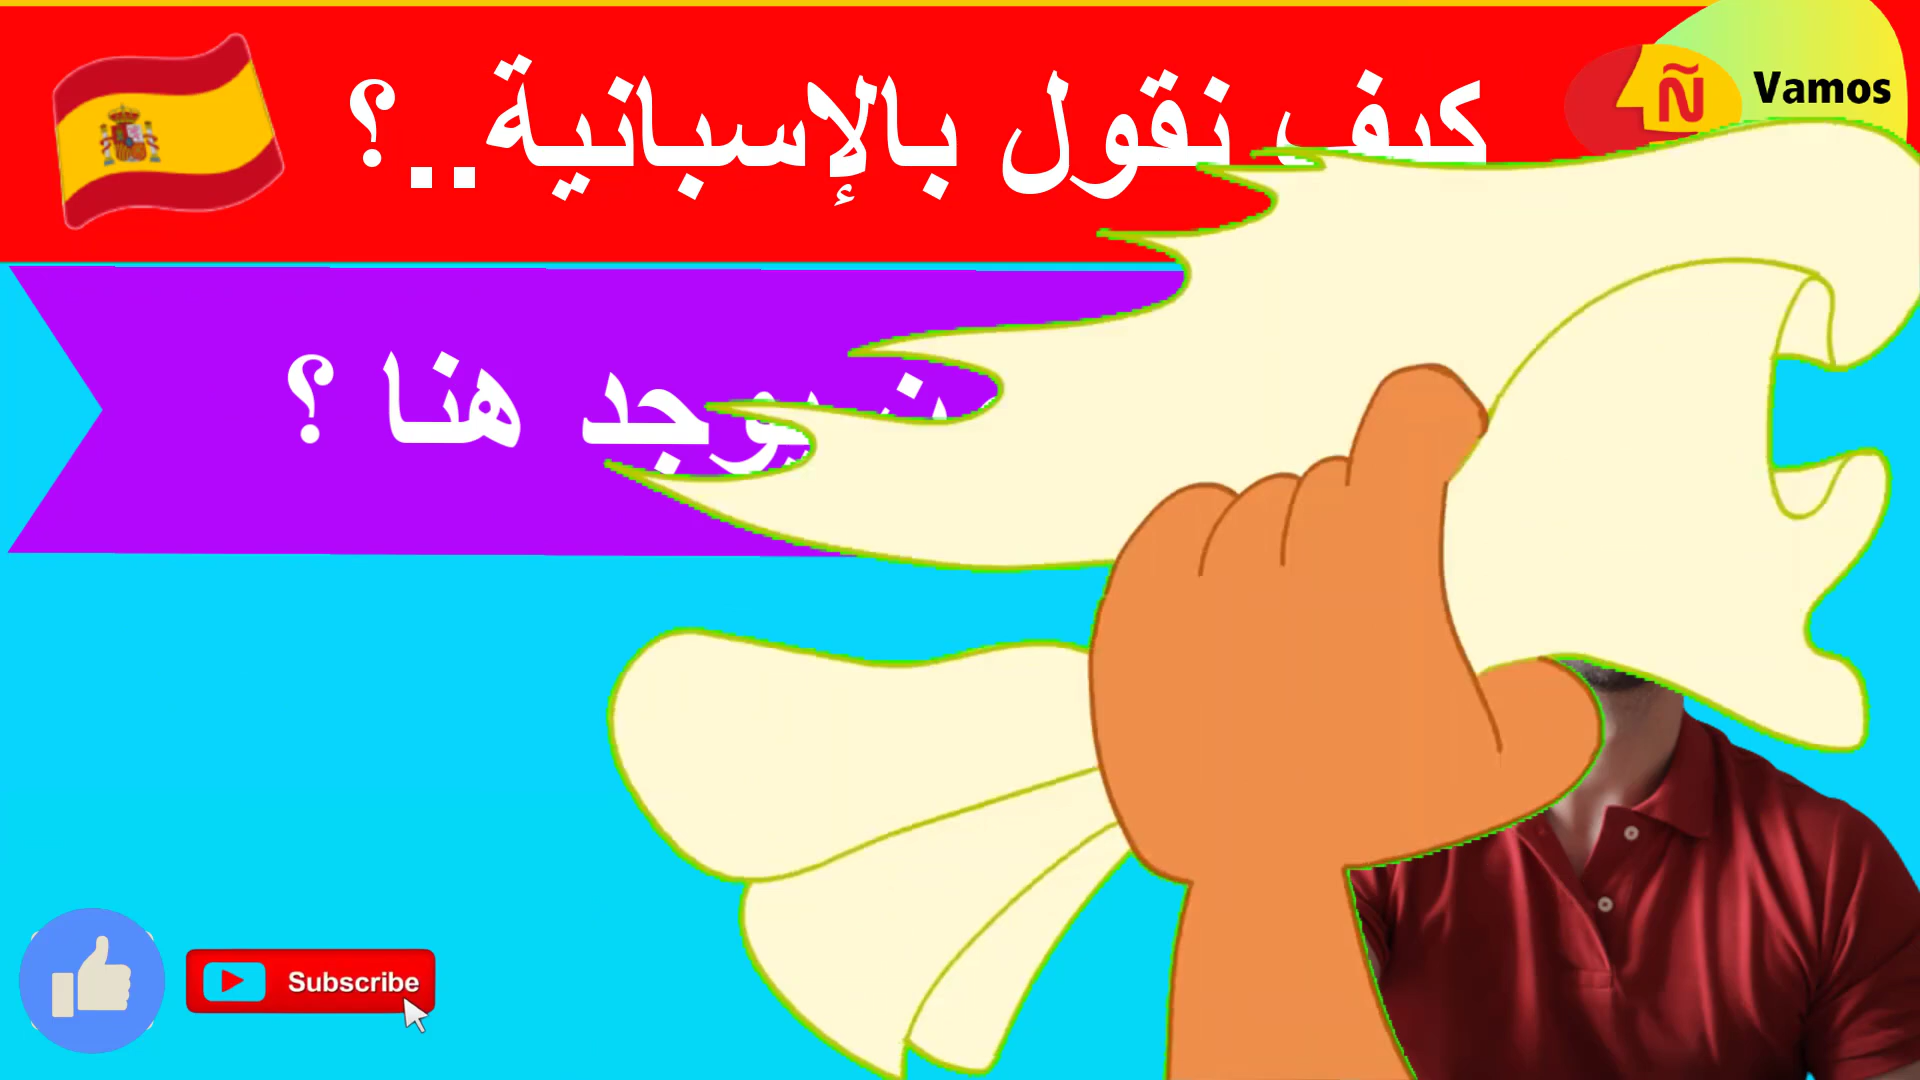 كيف نقول بالإسبانية..؟
Ñ Vamos
يوجد هنا ؟
Subscribe